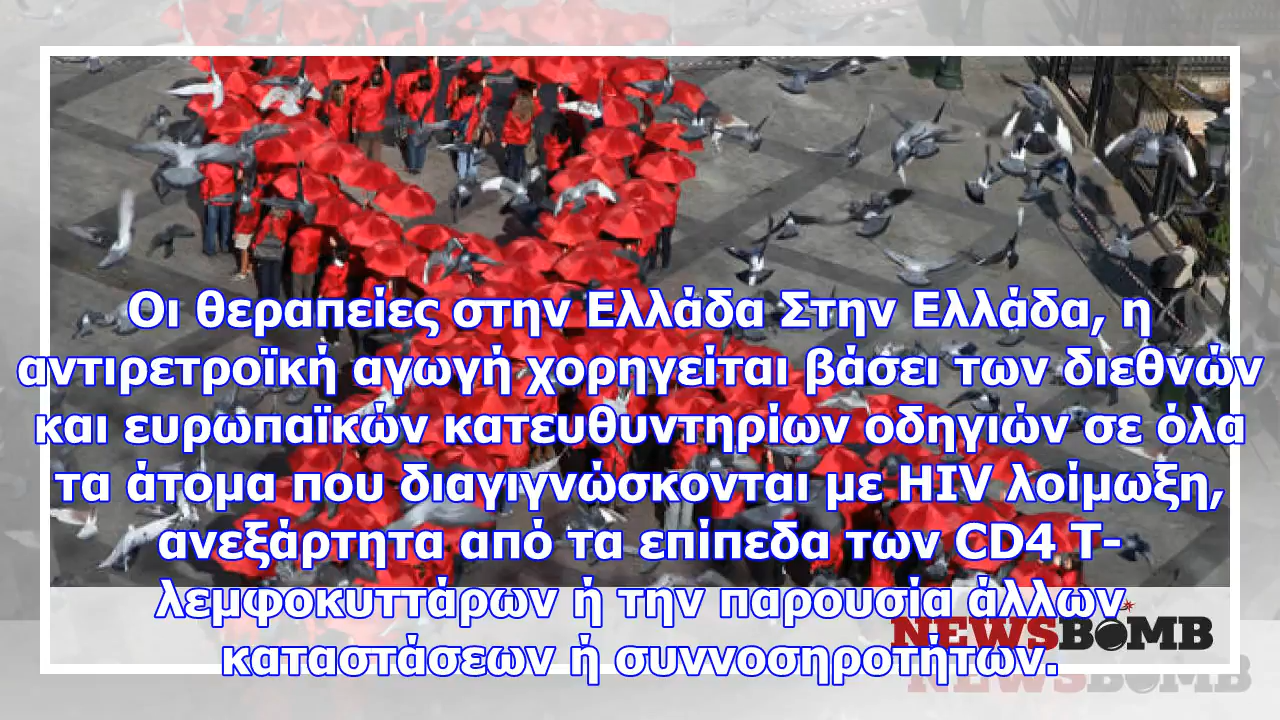 Οι θεραπείες στην Ελλάδα Στην Ελλάδα, η
αντιρετροϊκή αγωγή χορηγείται βάσει των διεθνών
και ευρωπαϊκών κατευθυντηρίων οδηγιών σε όλα
τα άτομα που διαγιγνώσκονται με HIV λοίμωξη,
ανεξάρτητα από τα επίπεδα των CD4 Τ-
λεμφοκυττάρων ή την παρουσία άλλων
καταστάσεων ή συννοσηροτήτων.
NEWSBOMB
NEWSBOMB